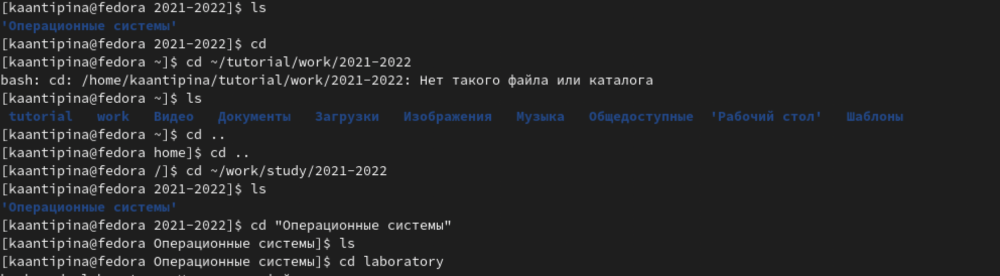 [kaantipina@fedora 2021-2022]$ ls
'Операционные системы'
[kaantipina@fedora 2021-2022]$ cd
[kaantipina@fedora ~]$ cd ~/tutorial/work/2021-2022
bash: cd: /home/kaantipina/tutorial/work/2021-2022: Нет такого файла или каталога
[kaantipina@fedora ~]$ ls
tutorial work Видео Документы Загрузки Изображения Музыка Общедоступные 'Рабочий стол' Шаблоны
[kaantipina@fedora ~]$ cd ..
[kaantipina@fedora home]$ cd ..
[kaantipina@fedora /]$ cd ~/work/study/2021-2022
[kaantipina@fedora 2021-2022]$ ls
'Операционные системы'
[kaantipina@fedora 2021-2022]$ cd "Операционные системы"
[kaantipina@fedora Операционные системы]$ ls
[kaantipina@fedora Операционные системы]$ cd laboratory